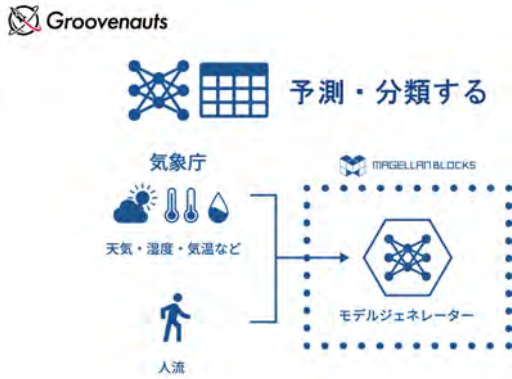 Groovenauts
予測・分類する
気象庁
MAGELLAN BLOCKS
天気・湿度・気温など
モデルジェネレーター
人流